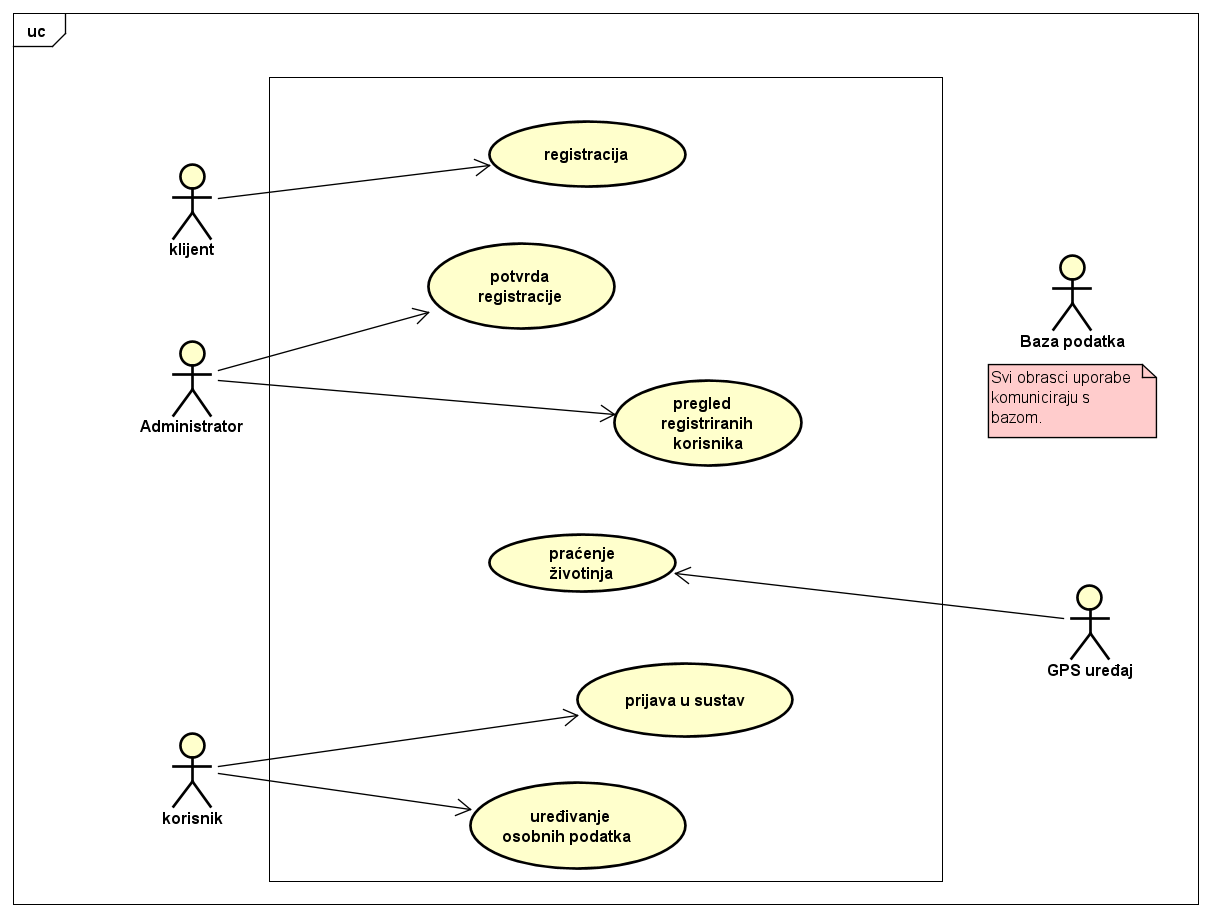 uc
registracija
klijent
potvrda
registracije
Baza podatka
Svi obrasci uporabe
komuniciraju s
bazom.
Administrator
pregled
registriranih
korisnika
praćenje
životinja
GPS uređaj
prijava u sustav
korisnik
uređivanje
osobnih podatka